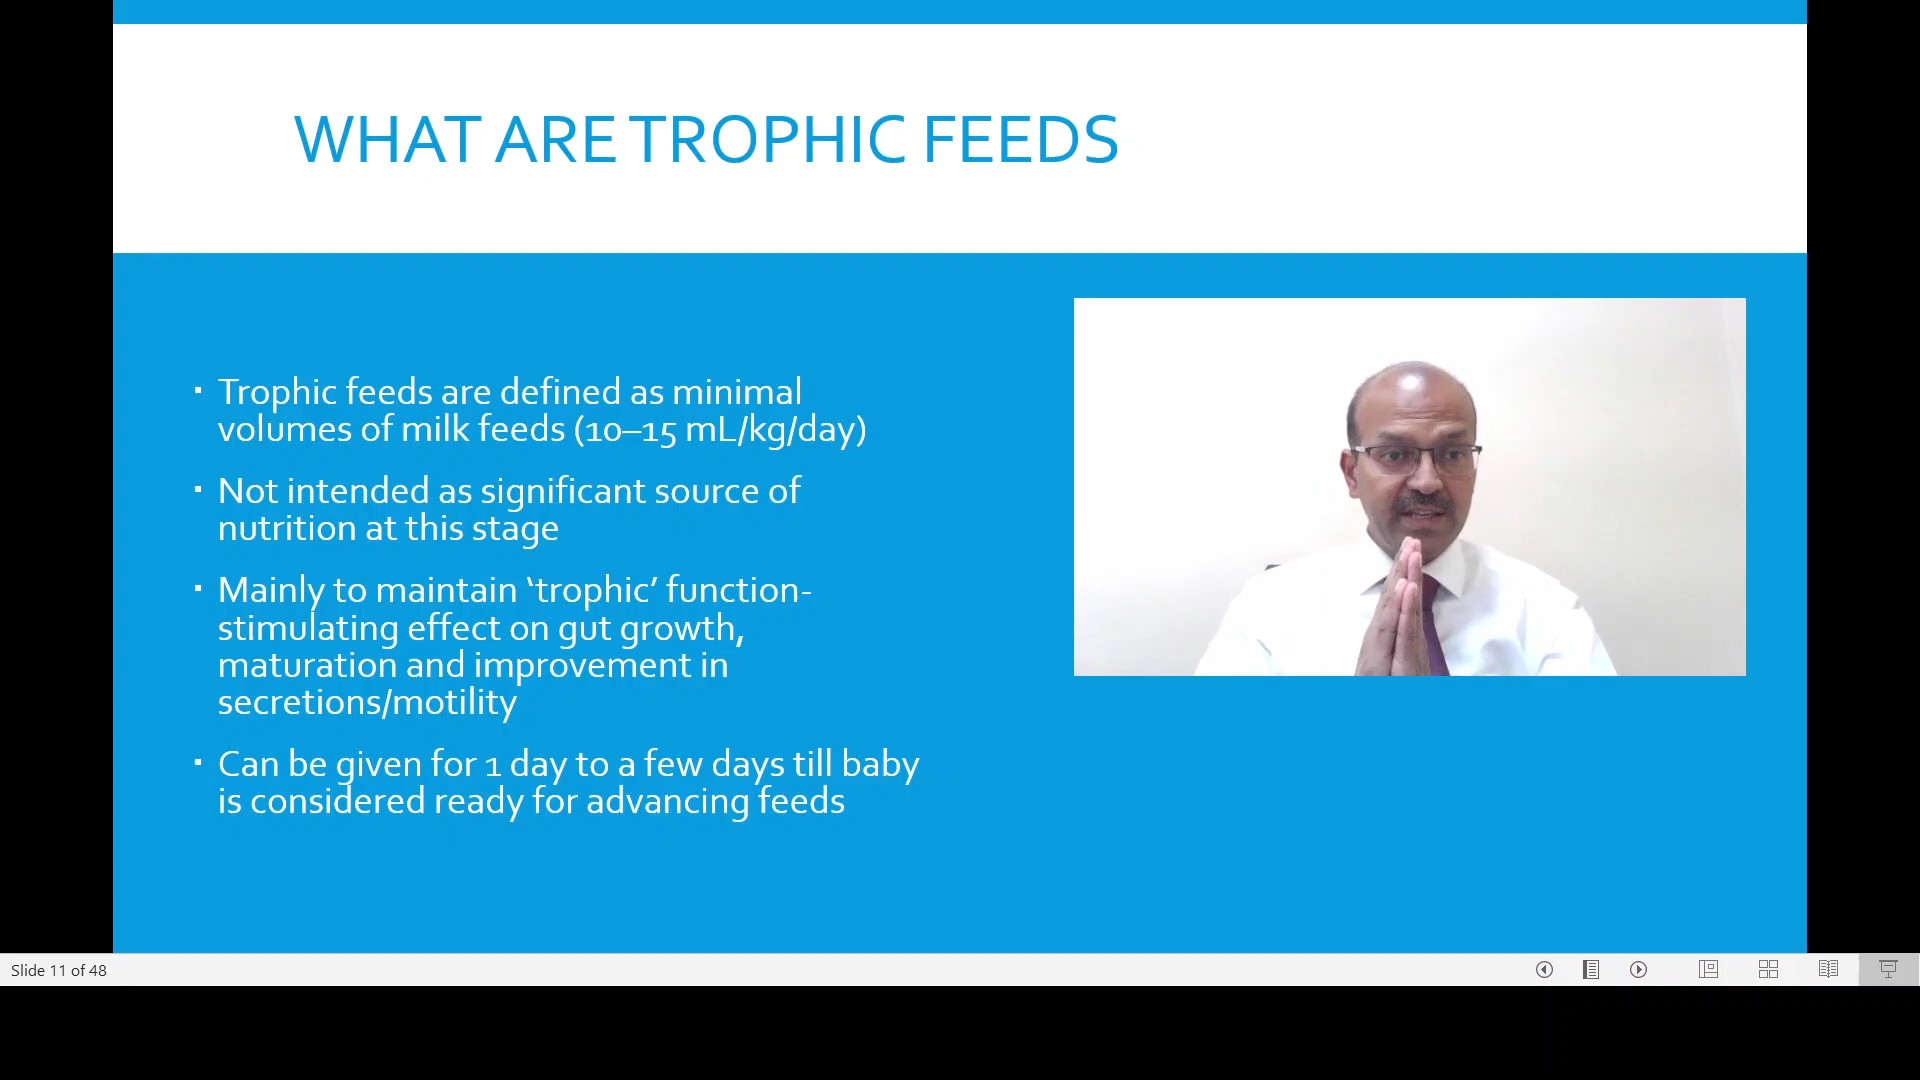 WHAT ARE TROPHIC FEEDS
▪ Trophic feeds are defined as minimal
volumes of milk feeds (10–15 mL/kg/day)
▪ Not intended as significant source of
nutrition at this stage
▪ Mainly to maintain ‘trophic’ function-
stimulating effect on gut growth,
maturation and improvement in
secretions/motility
▪ Can be given for 1 day to a few days till baby
is considered ready for advancing feeds
Slide 11 of 48